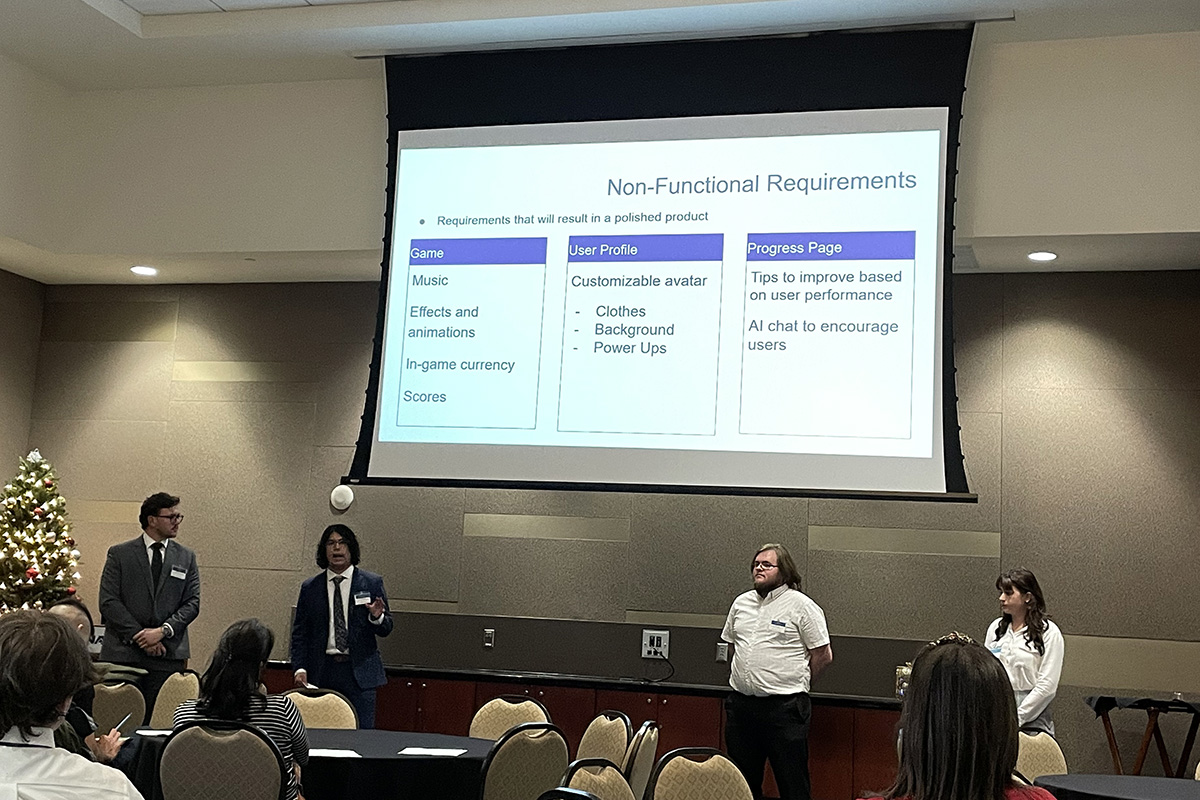 Non-Functional Requirements
● Requirements that will result in a polished product
Game
Music
Effects and
animations
In-game currency
Scores
User Profile
Customizable avatar
- Clothes
- Background
- Power Ups
Progress Page
Tips to improve based
on user performance
AI chat to encourage
users